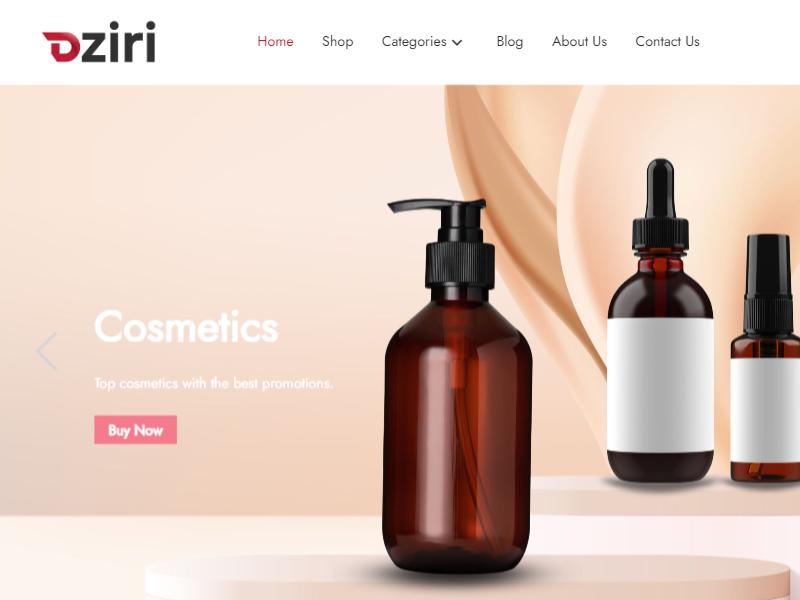 Dziri
Home Shop Categories Blog About Us Contact Us
Cosmetics
Top cosmetics with the best promotions.
Buy Now